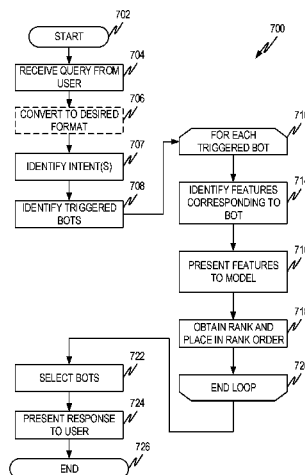 702
START
700
704
RECEIVE QUERY FROM
USER
706
CONVERT TO DESIRED
FORMAT
707
IDENTIFY INTENT(S)
708
IDENTIFY TRIGGERED
BOTS
FOR EACH
TRIGGERED BOT
714
IDENTIFY FEATURES
CORRESPONDING TO
BOT
PRESENT FEATURES
TO MODEL
OBTAIN RANK AND
PLACE IN RANK ORDER
END LOOP
722
SELECT BOTS
724
PRESENT RESPONSE
TO USER
726
END